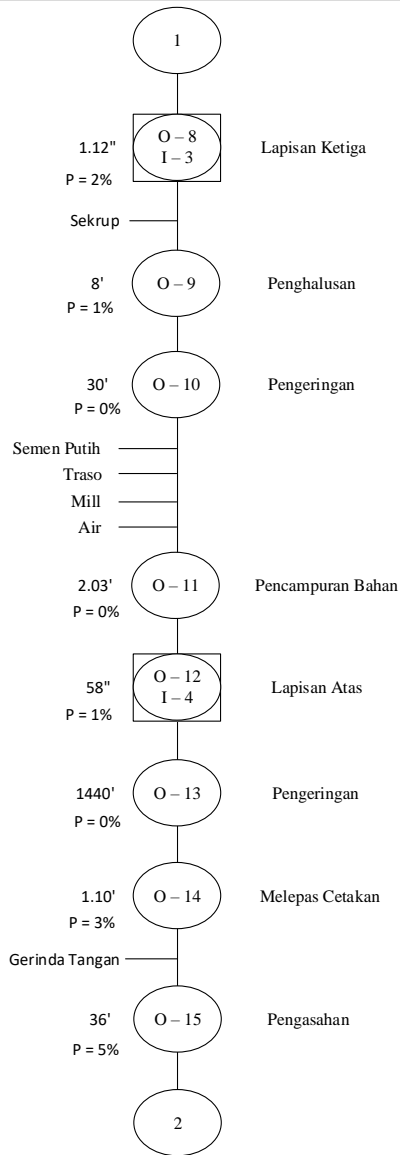 1
1.12"
O – 8
I – 3
Lapisan Ketiga
P = 2%
Sekrup
8'
O – 9
Penghalusan
P = 1%
30'
O – 10
Pengeringan
P = 0%
Semen Putih
Traso
Mill
Air
2.03'
O – 11
Pencampuran Bahan
P = 0%
58"
O – 12
I – 4
Lapisan Atas
P = 1%
1440'
O – 13
Pengeringan
P = 0%
1.10'
O – 14
Melepas Cetakan
P = 3%
Gerinda Tangan
36'
O – 15
Pengasahan
P = 5%
2